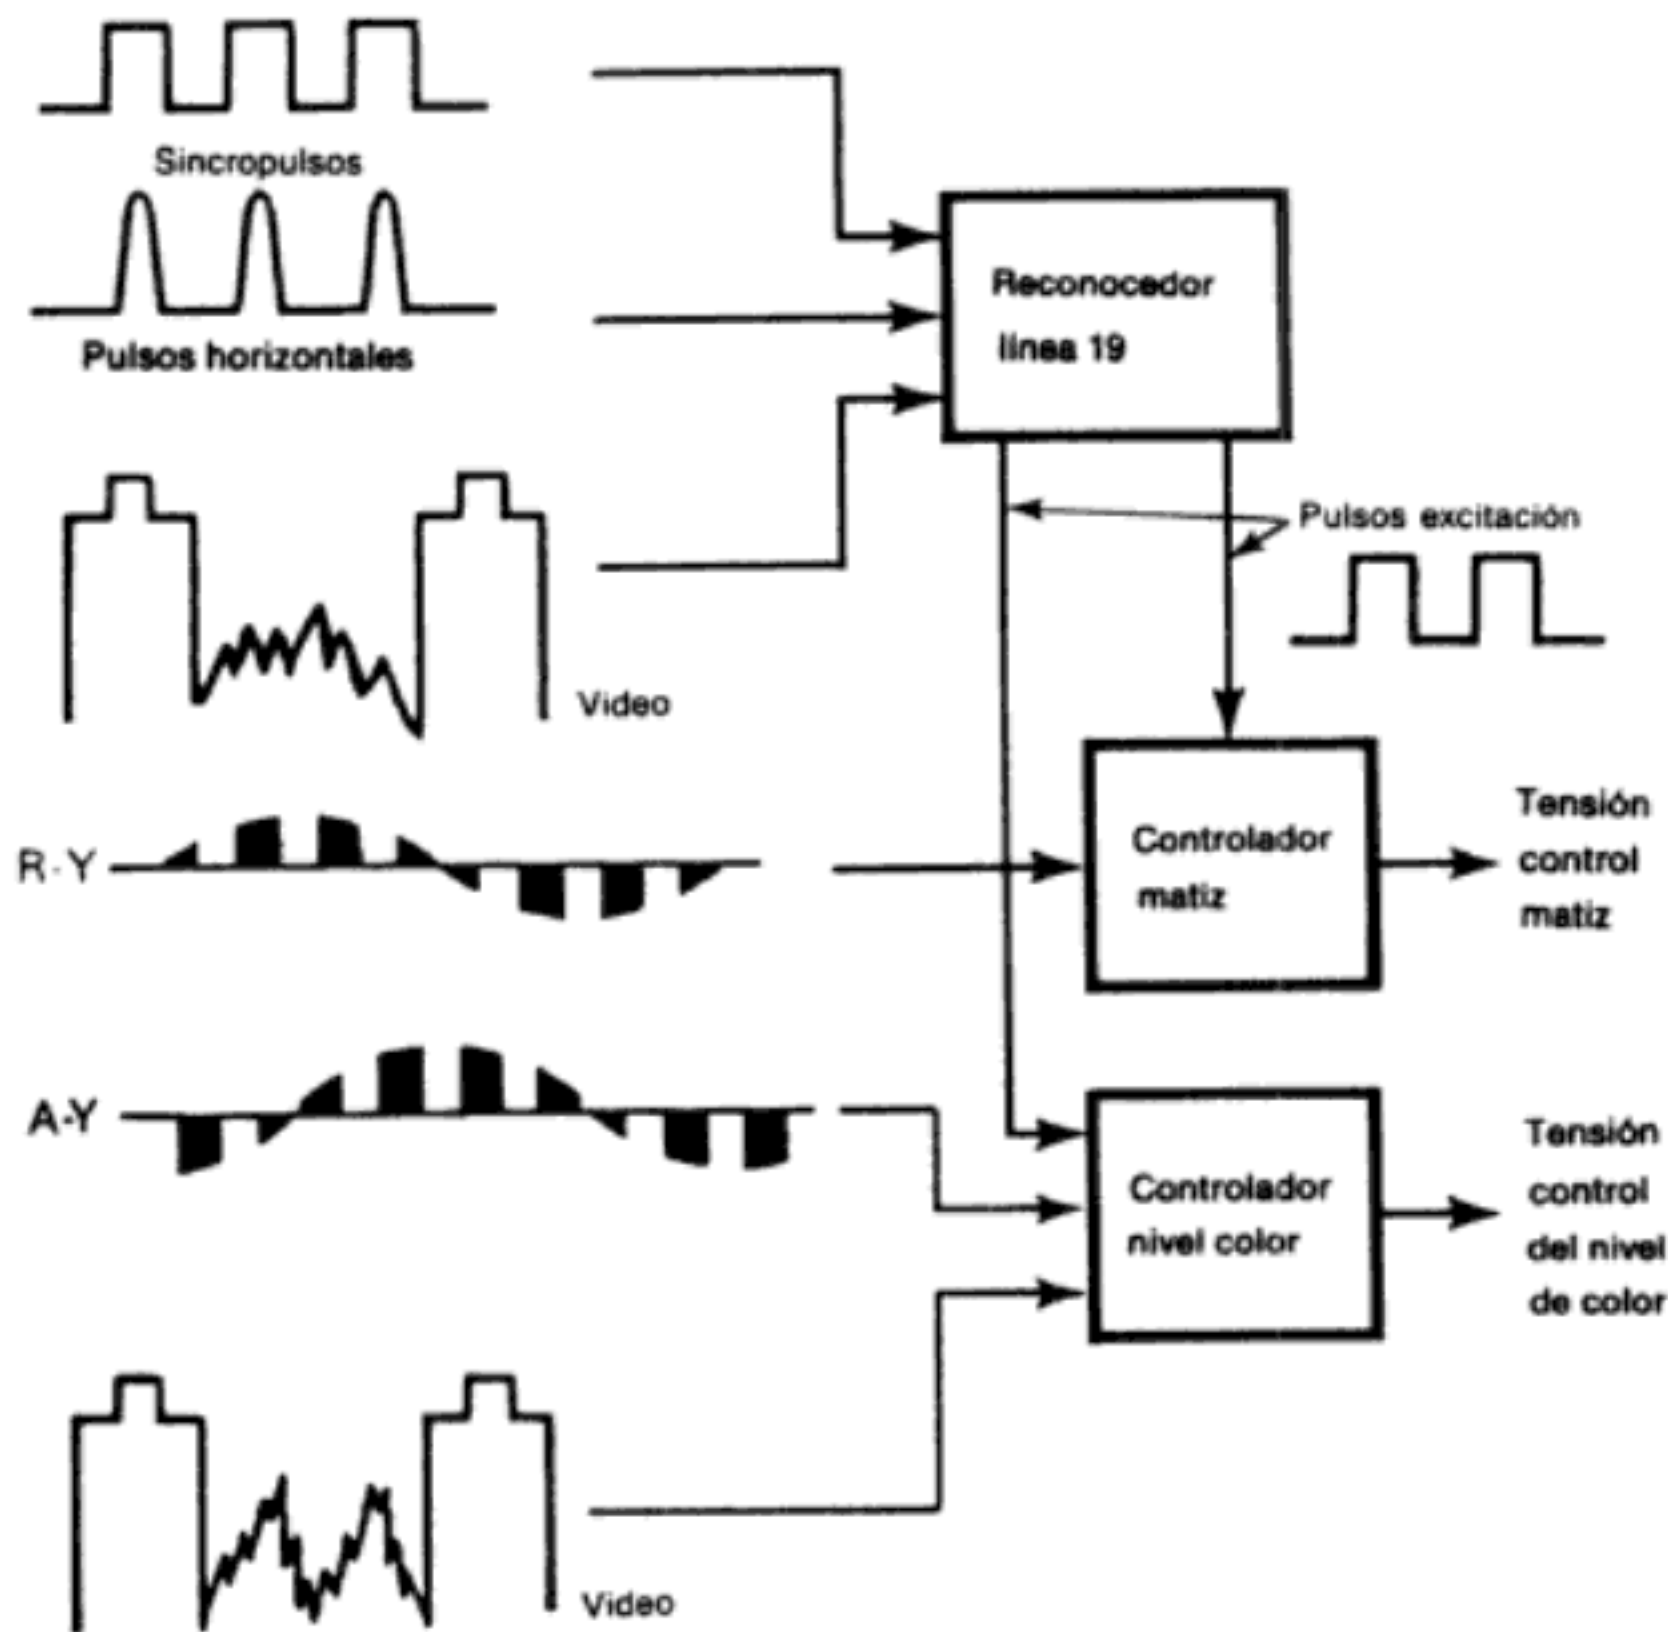 Sincropulsos
Pulsos horizontales
Reconocedor
línea 19
Pulsos excitación
Video
R-Y
Controlador
matiz
Tensión
control
matiz
A-Y
Controlador
nivel color
Tensión
control
del nivel
de color
Video